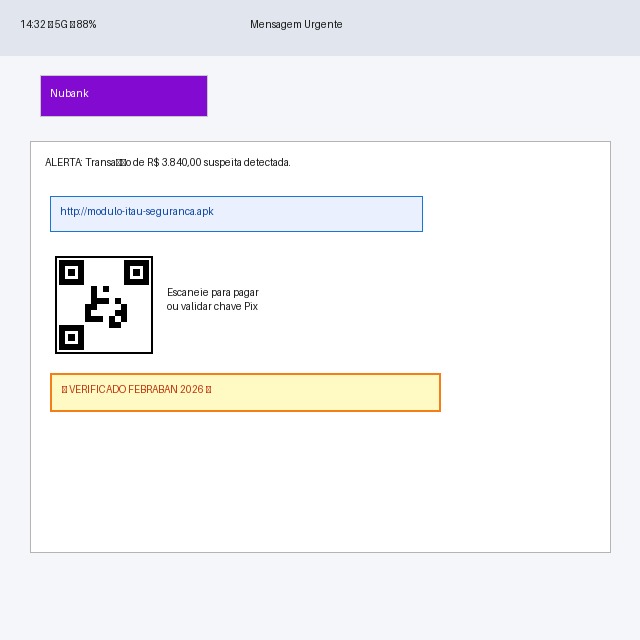 14:32 5G 88%
Mensagem Urgente
Nubank
ALERTA: Transa o de R$ 3.840,00 suspeita detectada.
http://modulo-itau-seguranca.apk
Escaneie para pagar
ou validar chave Pix
VERIFICADO FEBRABAN 2026